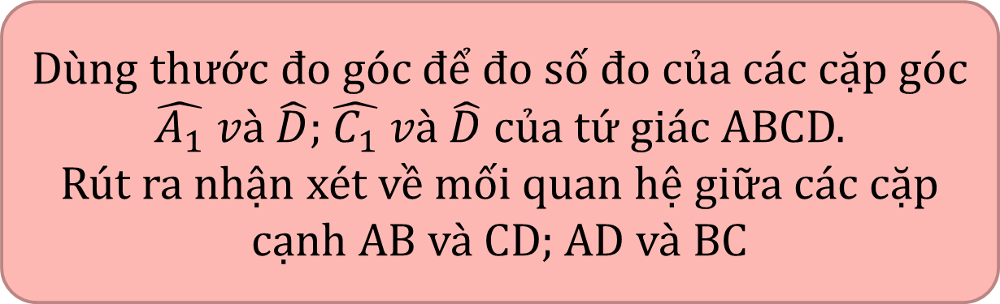 Dùng thước đo góc để đo số đo của các cặp góc
$\widehat{A_1}$ và $\widehat{D}$; $\widehat{C_1}$ và $\widehat{D}$ của tứ giác ABCD.
Rút ra nhận xét về mối quan hệ giữa các cặp
cạnh AB và CD; AD và BC